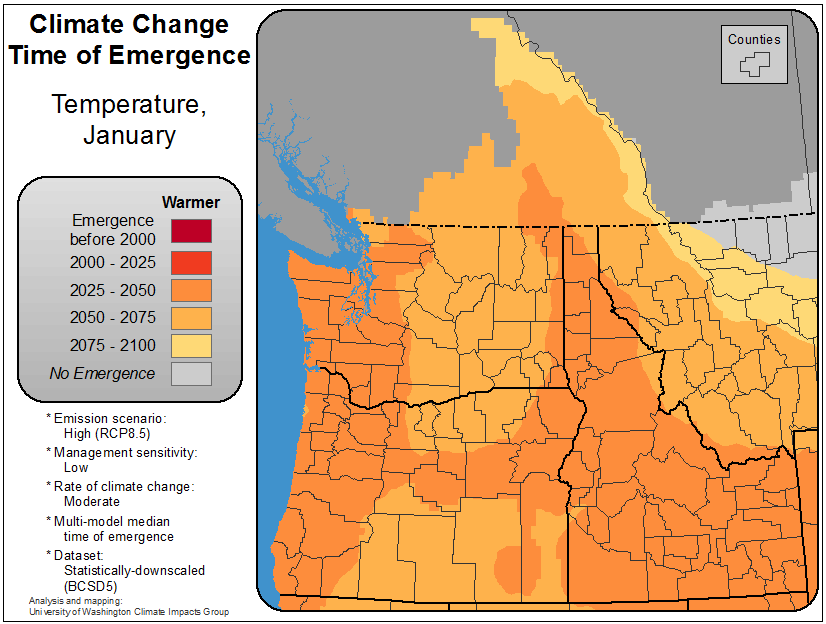 Climate Change
Time of Emergence
Temperature,
January
Warmer
Emergence
before 2000
2000 - 2025
2025 - 2050
2050 - 2075
2075 - 2100
No Emergence
* Emission scenario:
High (RCP8.5)
* Management sensitivity:
Low
* Rate of climate change:
Moderate
* Multi-model median
time of emergence
* Dataset:
Statistically-downscaled
(BCSD5)
Analysis and mapping:
University of Washington Climate Impacts Group
Counties